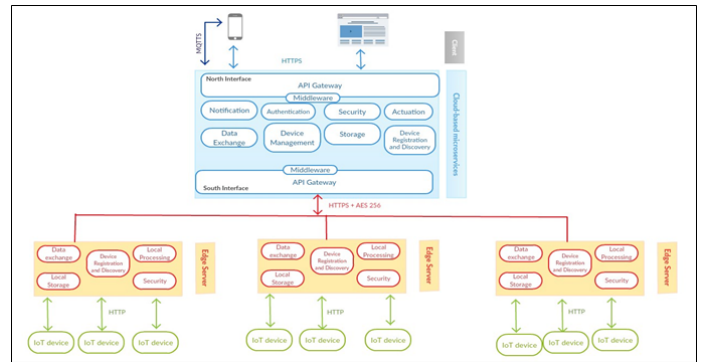 MQTTS
HTTPS
Client
North Interface
API Gateway
Middleware
Notification
Authentication
Security
Actuation
Data
Exchange
Device
Management
Storage
Device
Registration
and Discovery
Middleware
API Gateway
South Interface
Cloud-based microservices
HTTPS + AES 256
Data
exchange
Device
Registration
and Discovery
Local
Processing
Local
Storage
Security
Edge Server
HTTP
IoT device
IoT device
IoT device
Data
exchange
Device
Registration
and Discovery
Local
Processing
Local
Storage
Security
Edge Server
HTTP
IoT device
IoT device
IoT device
Data
exchange
Device
Registration
and Discovery
Local
Processing
Local
Storage
Security
Edge Server
HTTP
IoT device
IoT device
IoT device